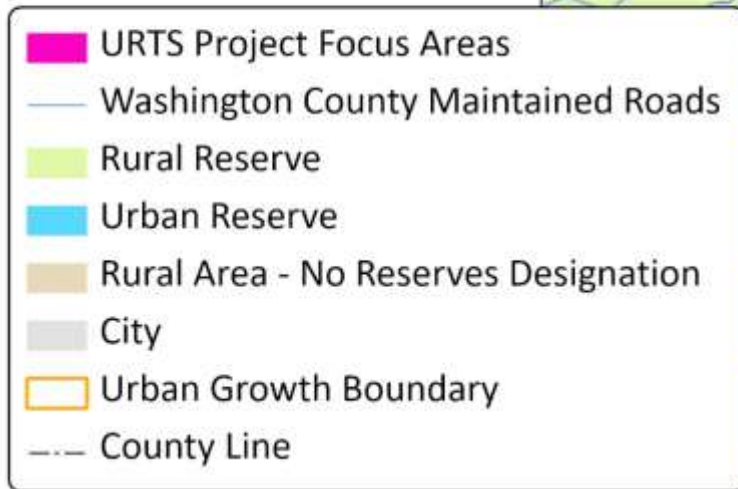 URTS Project Focus Areas
Washington County Maintained Roads
Rural Reserve
Urban Reserve
Rural Area - No Reserves Designation
City
Urban Growth Boundary
County Line